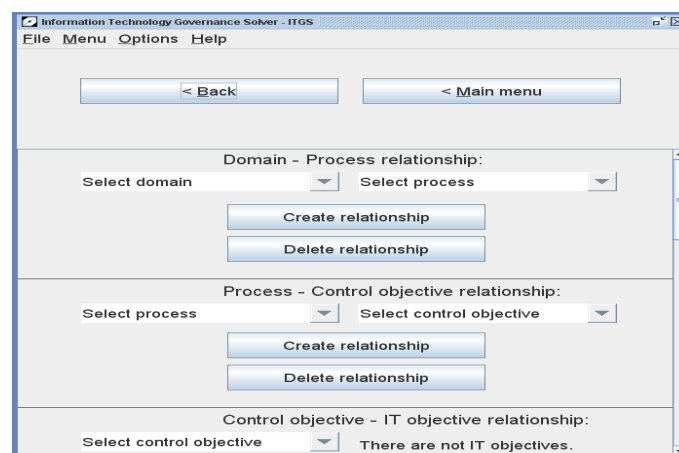 Information Technology Governance Solver - ITGS
File Menu Options Help
< Back < Main menu
Domain - Process relationship:
Select domain Select process
Create relationship
Delete relationship
Process - Control objective relationship:
Select process Select control objective
Create relationship
Delete relationship
Control objective - IT objective relationship:
Select control objective There are not IT objectives.